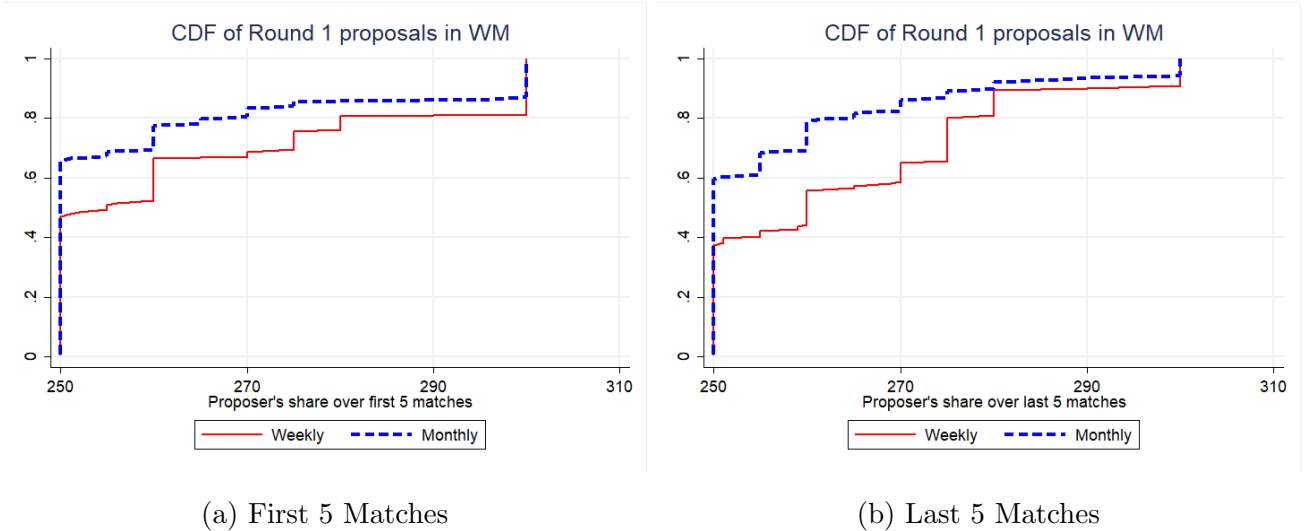 CDF of Round 1 proposals in WM
1
.8
.6
.4
.2
0
250 270 290 310
Proposer's share over first 5 matches
Weekly Monthly
(a) First 5 Matches
CDF of Round 1 proposals in WM
1
.8
.6
.4
.2
0
250 270 290 310
Proposer's share over last 5 matches
Weekly Monthly
(b) Last 5 Matches